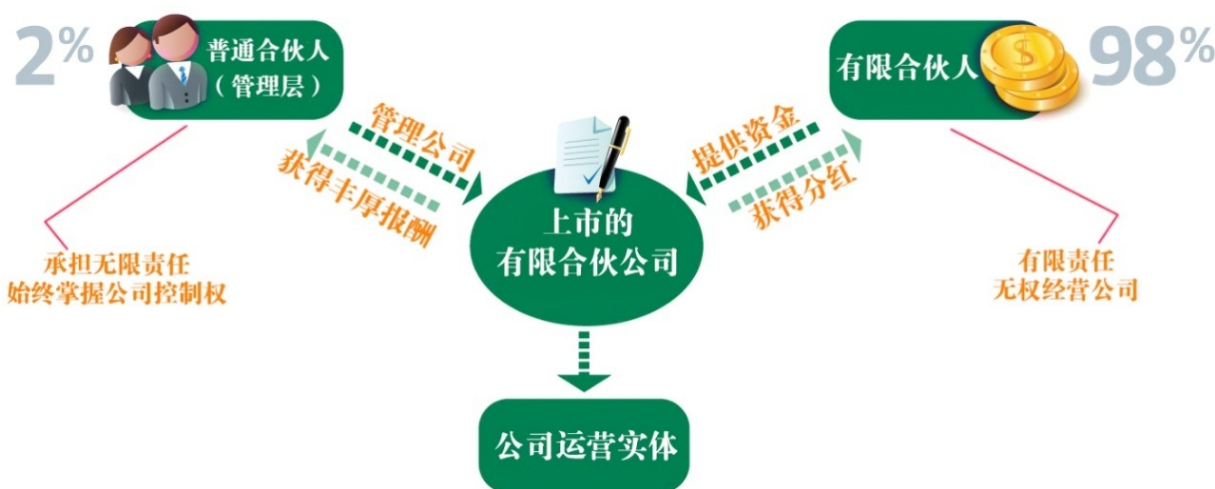 2%
普通合伙人
（管理层）
有限合伙人
98%
管理公司
获得丰厚报酬
提供资金
获得分红
上市的
有限合伙公司
承担无限责任
始终掌握公司控制权
有限责任
无权经营公司
公司运营实体